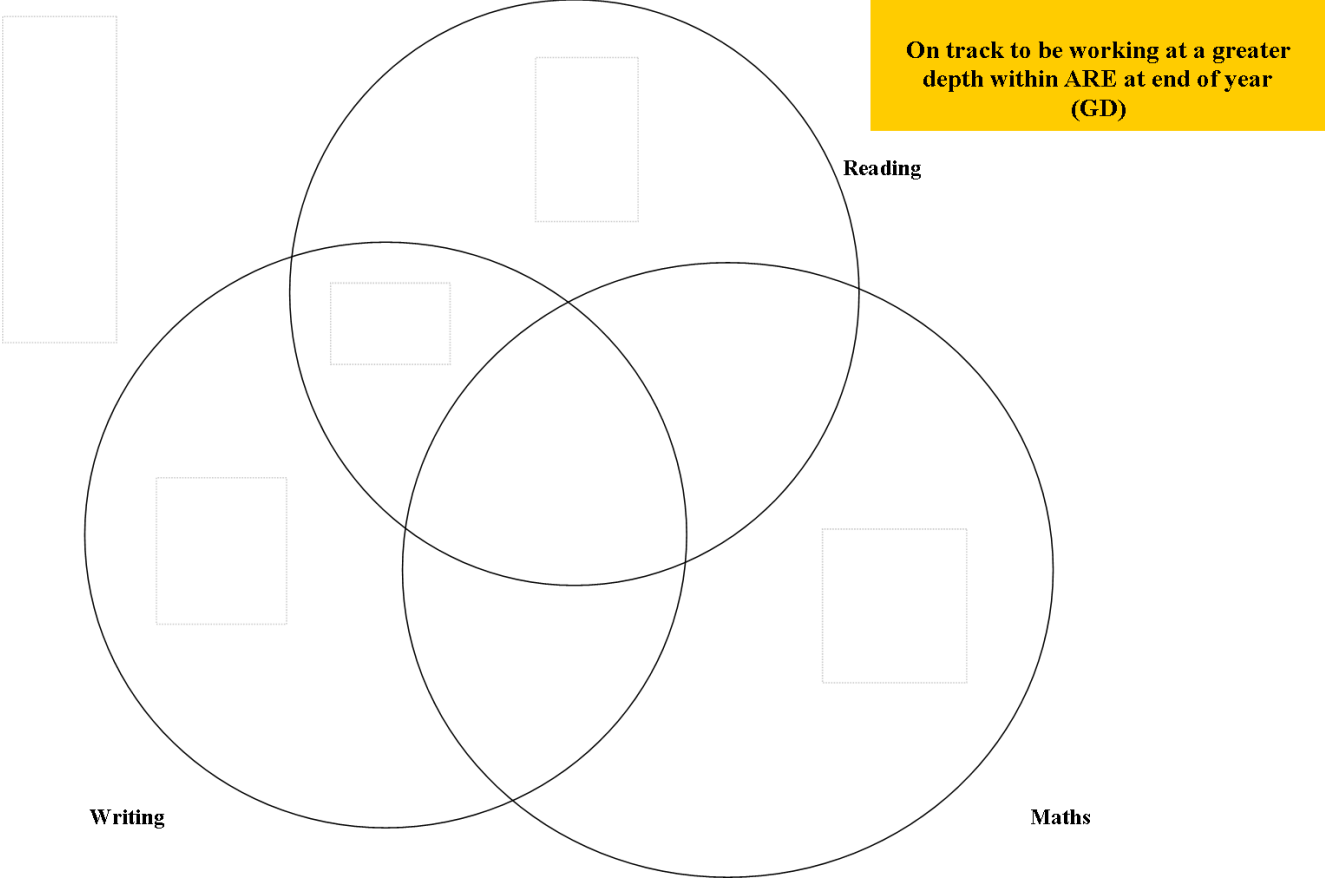 On track to be working at a greater
depth within ARE at end of year
(GD)
Reading
Writing
Maths